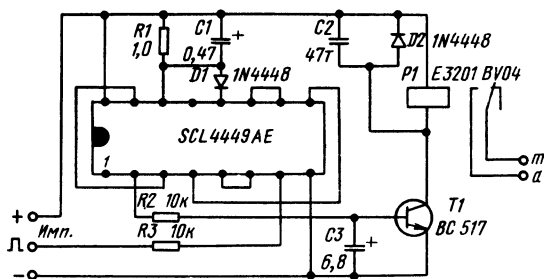 R1
1,0
C1
+
0,47
D1
1N4448
C2
47т
D2 1N4448
P1 E3201 BV04
SCL4449AE
1
m
a
+
Имп.
R2 10к
R3 10к
C3
+
6,8
T1
BC 517
−